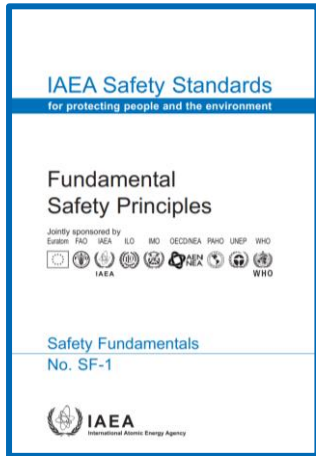 IAEA Safety Standards
for protecting people and the environment
Fundamental
Safety Principles
Jointly sponsored by
Euratom FAO IAEA ILO IMO OECD/NEA PAHO UNEP WHO
AEN
NEA
IAEA
WHO
Safety Fundamentals
No. SF-1
IAEA
International Atomic Energy Agency